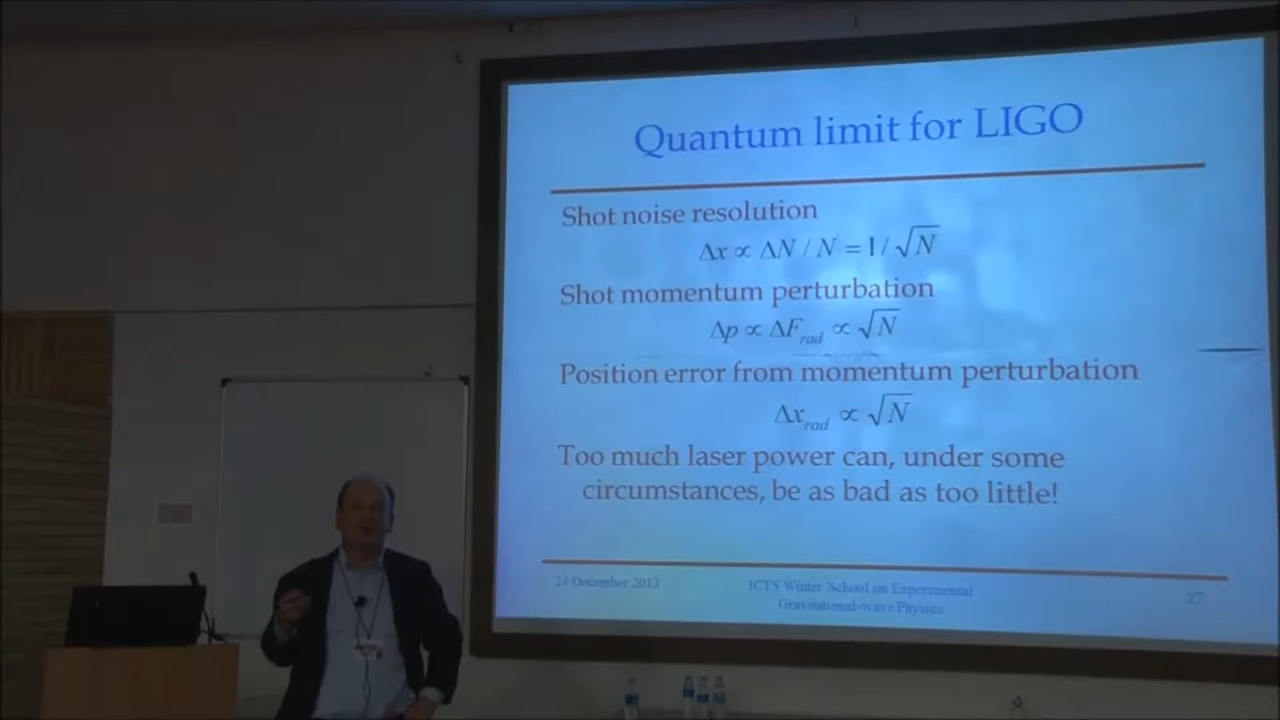 Quantum limit for LIGO
Shot noise resolution
Δx ∝ ΔN / N = 1/√N
Shot momentum perturbation
Δp ∝ ΔF_rad ∝ √N
Position error from momentum perturbation
Δx_rad ∝ √N
Too much laser power can, under some
circumstances, be as bad as too little!
24 December 2013
ICTS Winter School on Experimental
Gravitational-wave Physics
27